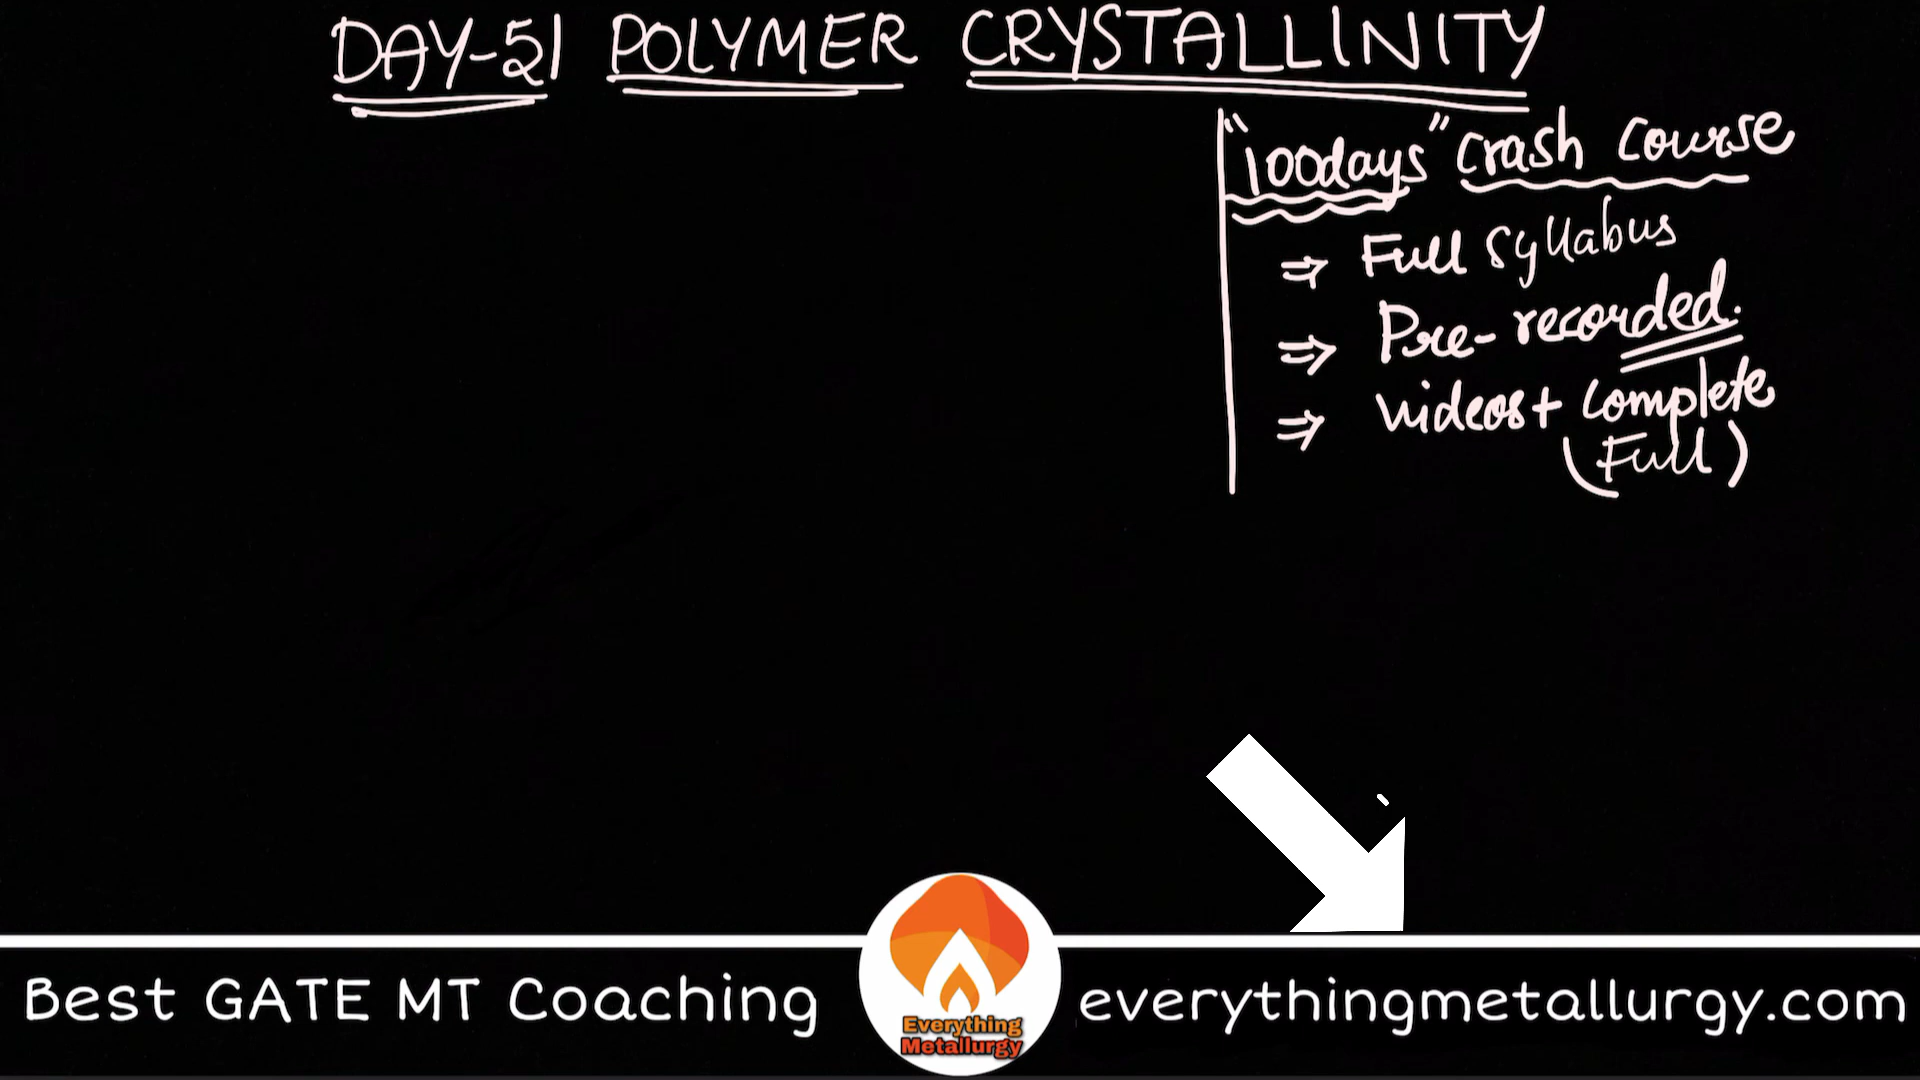 DAY-51 POLYMER CRYSTALLINITY
"100days" crash course
⇒ Full Syllabus
⇒ Pre-recorded.
⇒ videos + complete
(Full)
Best GATE MT Coaching
Everything
Metallurgy
everythingmetallurgy.com